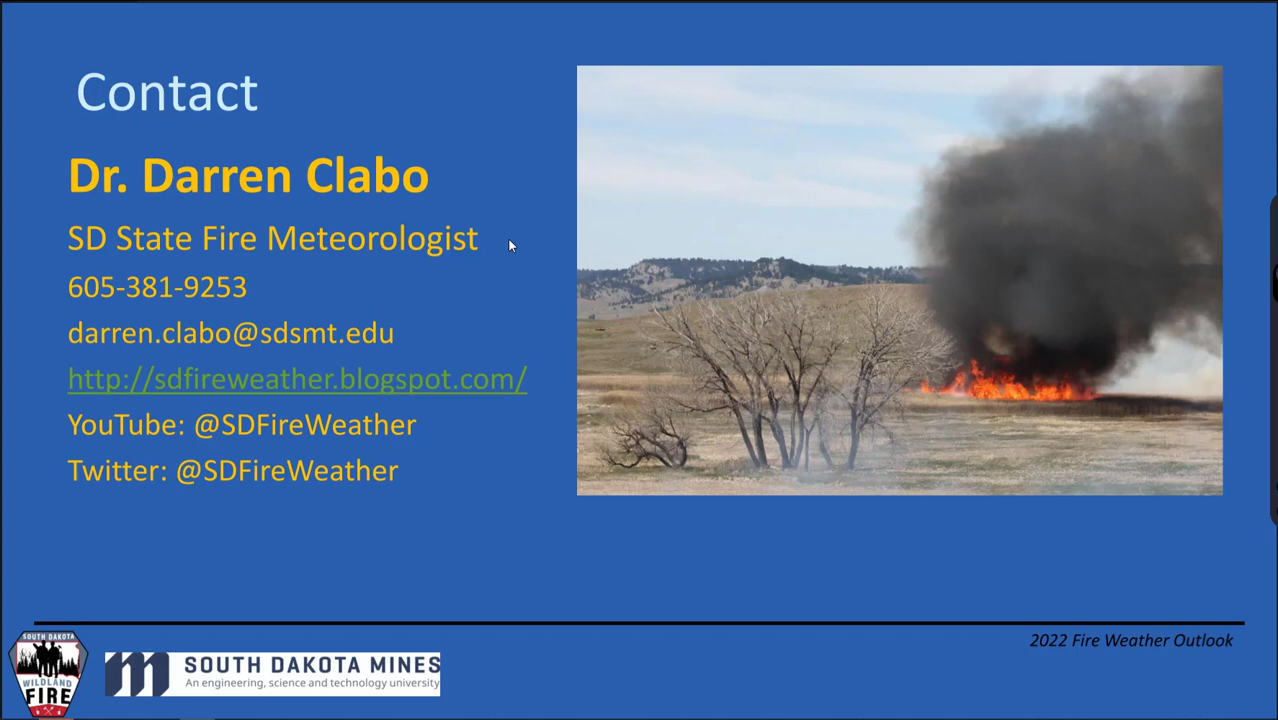 Contact
Dr. Darren Clabo
SD State Fire Meteorologist
605-381-9253
darren.clabo@sdsmt.edu
http://sdfireweather.blogspot.com/
YouTube: @SDFireWeather
Twitter: @SDFireWeather
2022 Fire Weather Outlook
SOUTH DAKOTA
WILDLAND
FIRE
SOUTH DAKOTA MINES
An engineering, science and technology university